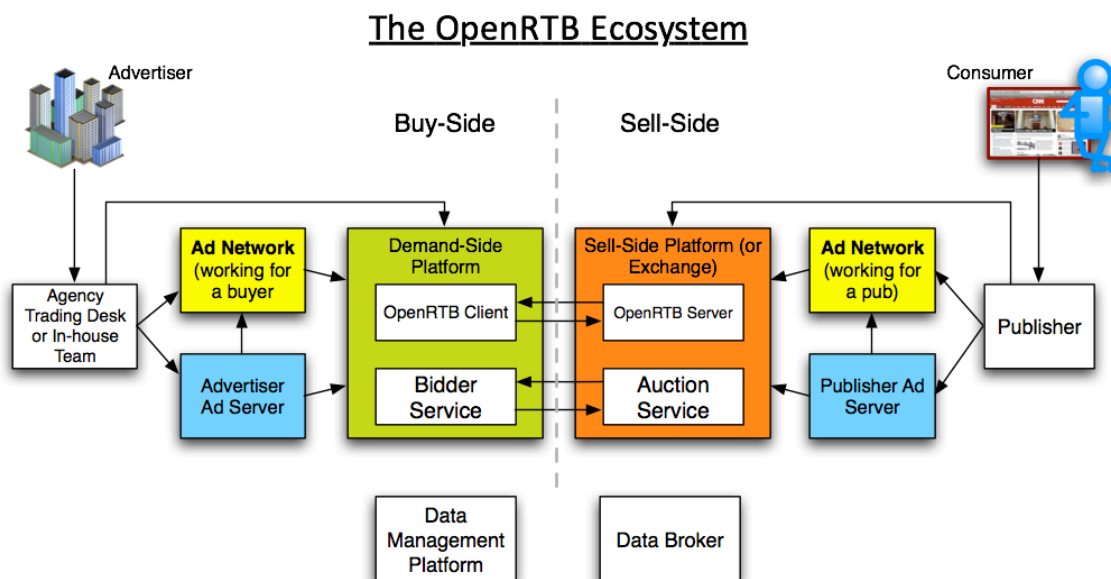 The OpenRTB Ecosystem
Advertiser
Consumer
Buy-Side
Sell-Side
Ad Network
(working for
a buyer
Demand-Side
Platform
Sell-Side Platform (or
Exchange)
Ad Network
(working for
a pub)
Agency
Trading Desk
or In-house
Team
OpenRTB Client
OpenRTB Server
Publisher
Advertiser
Ad Server
Bidder
Service
Auction
Service
Publisher Ad
Server
Data
Management
Platform
Data Broker
CNN